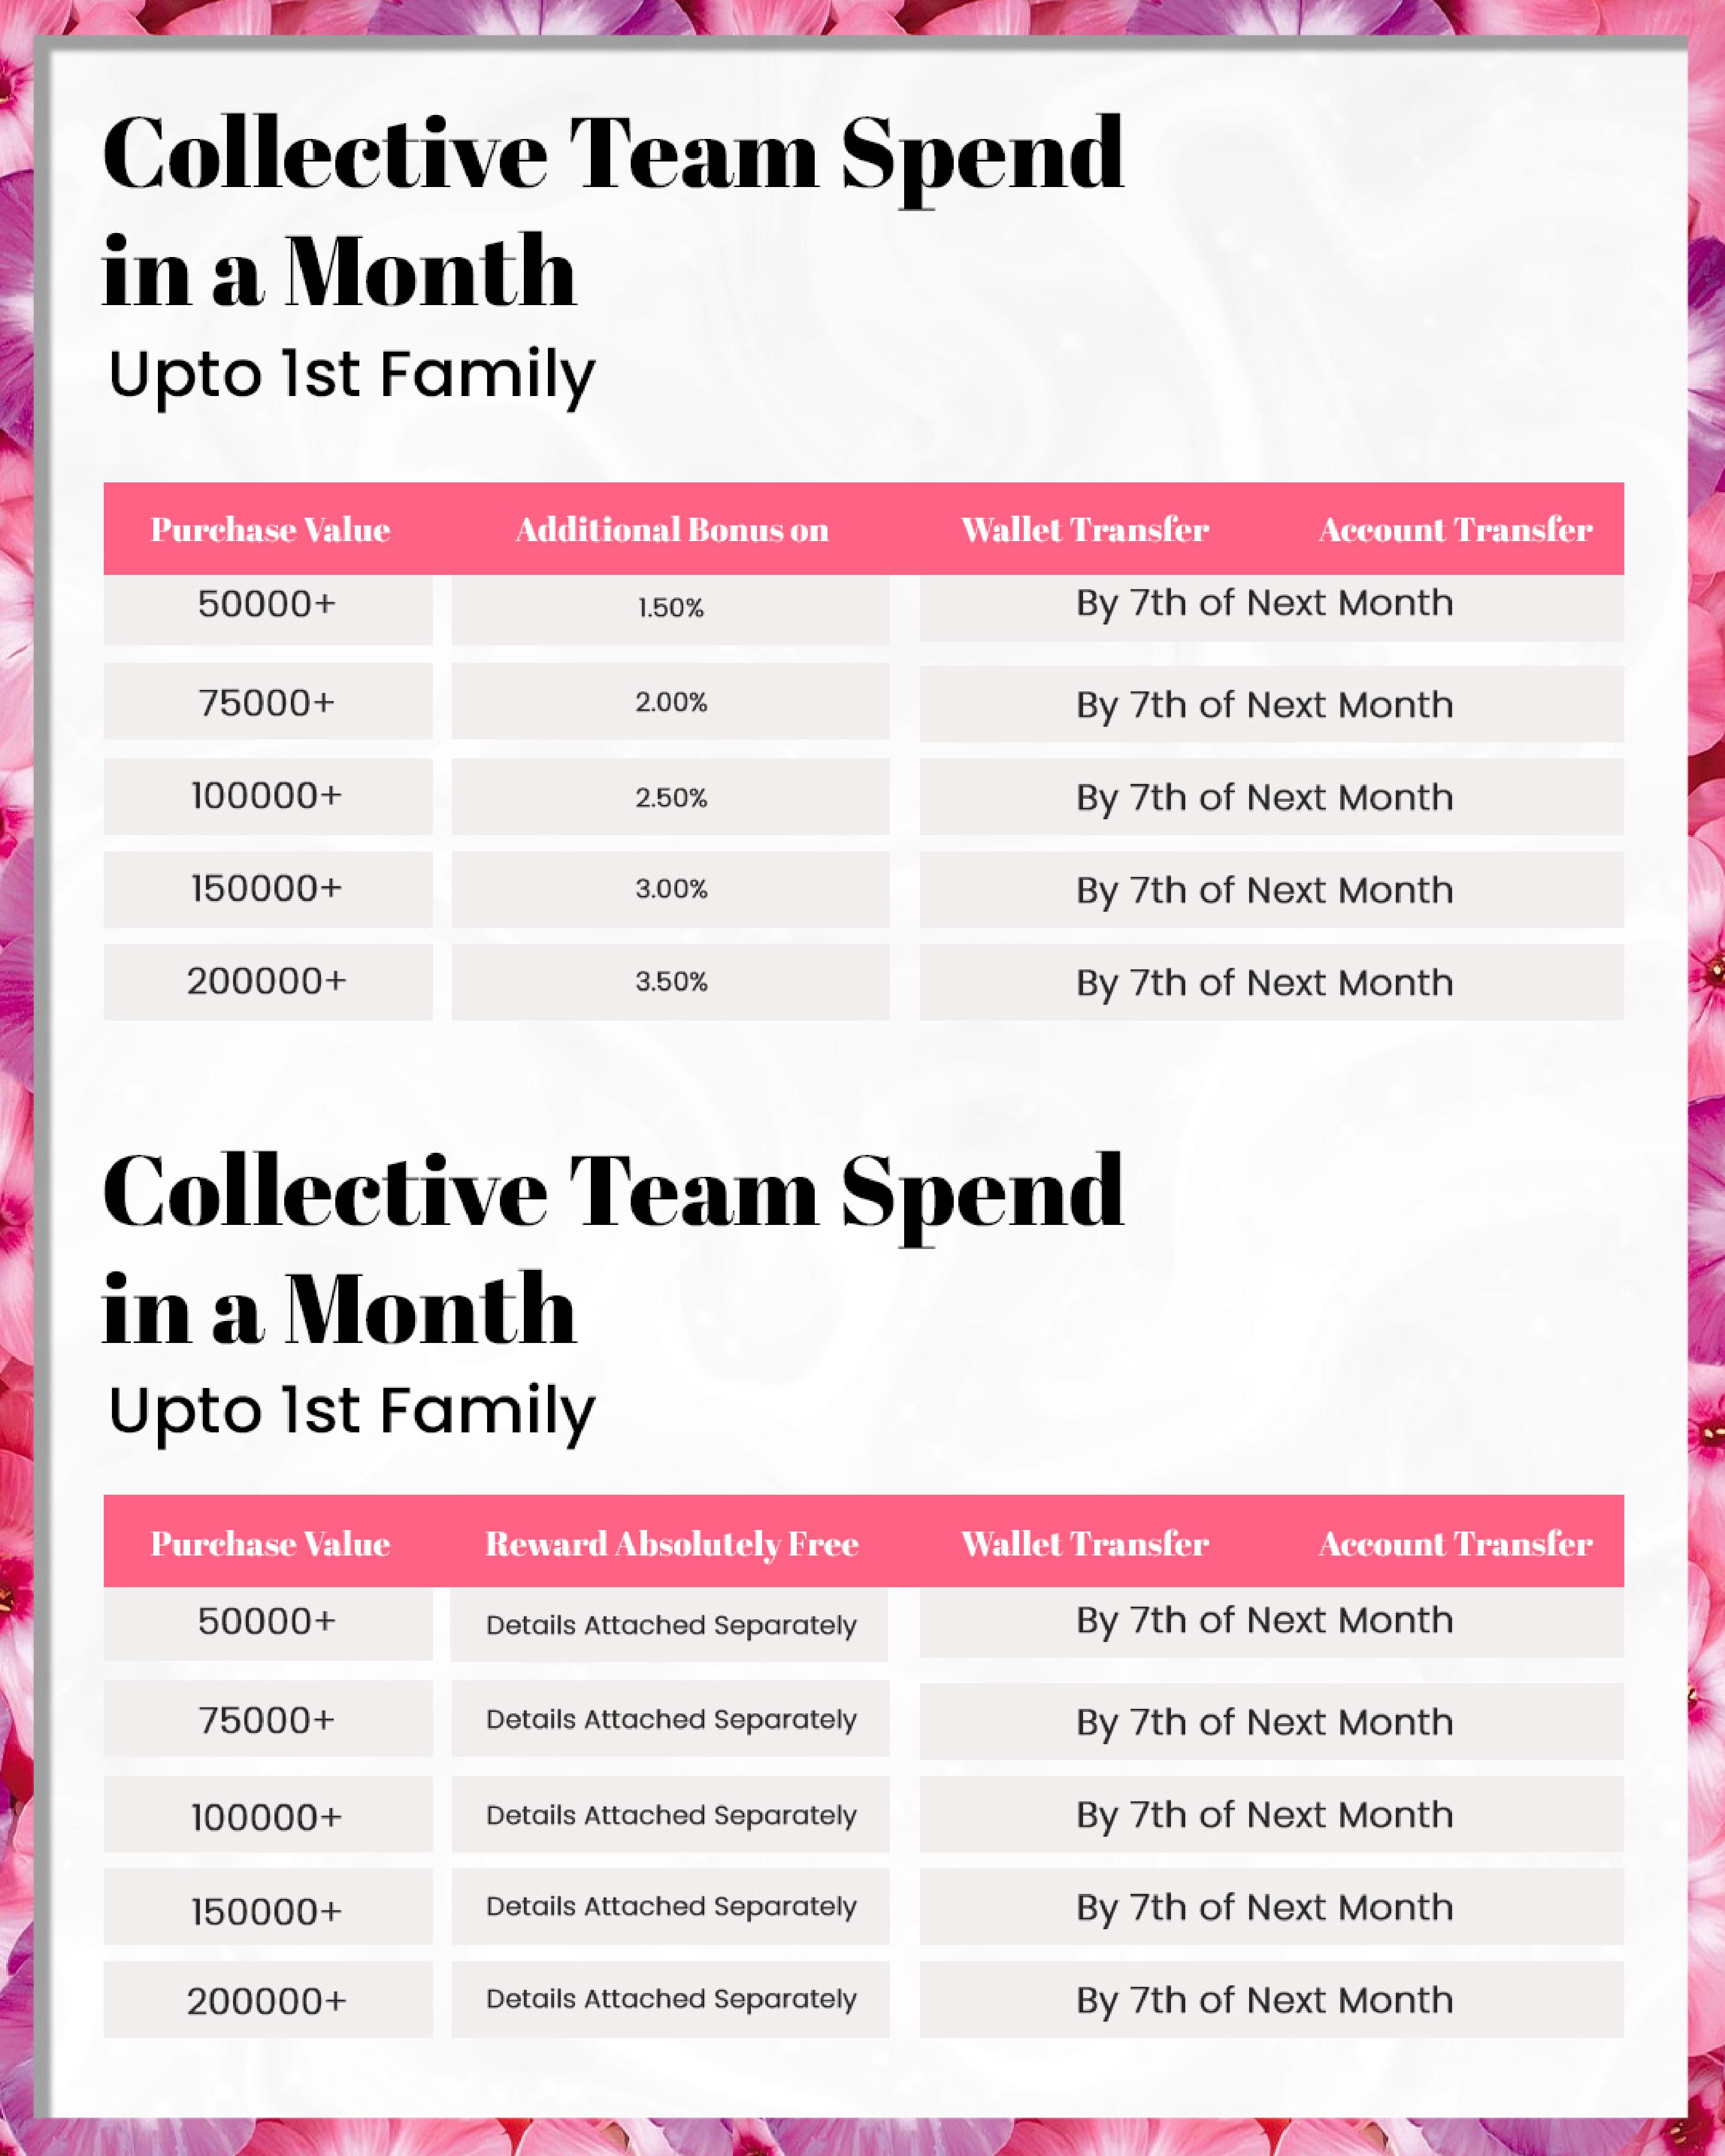 Collective Team Spend
in a Month
Upto 1st Family
Purchase Value Additional Bonus on Wallet Transfer Account Transfer
50000+ 1.50% By 7th of Next Month
75000+ 2.00% By 7th of Next Month
100000+ 2.50% By 7th of Next Month
150000+ 3.00% By 7th of Next Month
200000+ 3.50% By 7th of Next Month
Collective Team Spend
in a Month
Upto 1st Family
Purchase Value Reward Absolutely Free Wallet Transfer Account Transfer
50000+ Details Attached Separately By 7th of Next Month
75000+ Details Attached Separately By 7th of Next Month
100000+ Details Attached Separately By 7th of Next Month
150000+ Details Attached Separately By 7th of Next Month
200000+ Details Attached Separately By 7th of Next Month